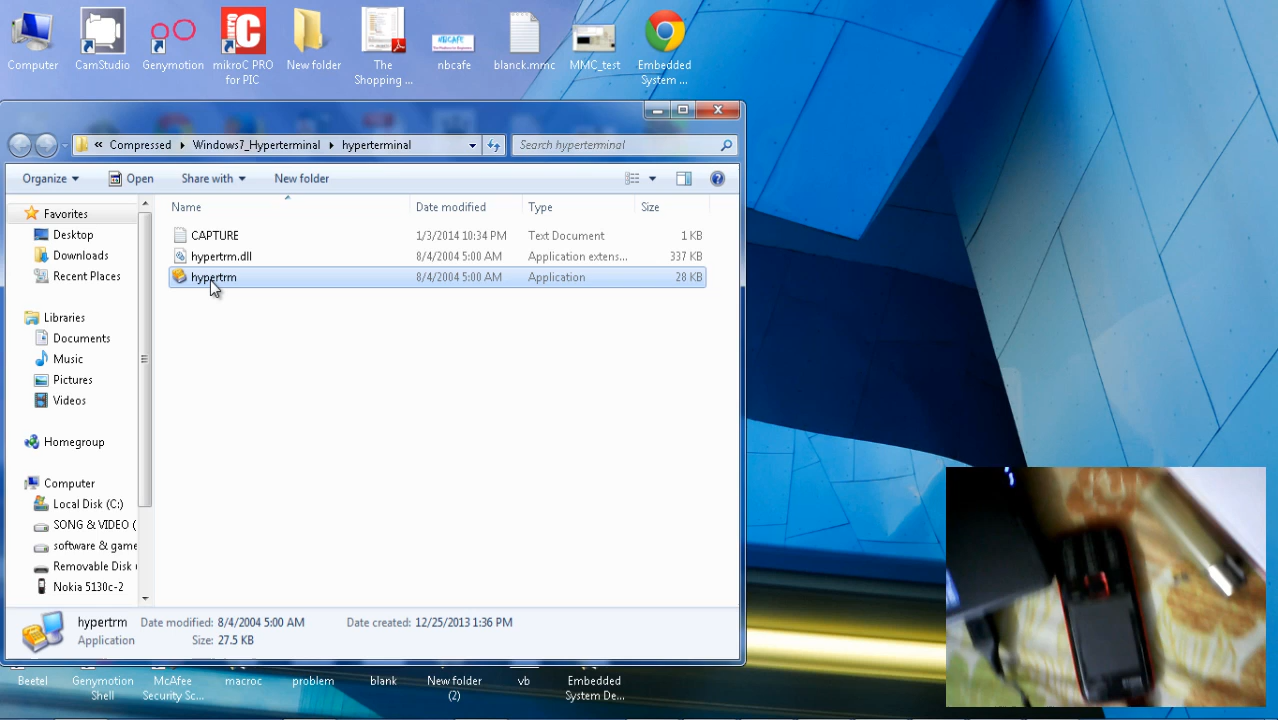 Computer
CamStudio
Genymotion
mikroC PRO
for PIC
New folder
The
Shopping ...
nbcafe
blanck.mmc
MMC_test
Embedded
System ...
« Compressed ▸ Windows7_Hyperterminal ▸ hyperterminal
Search hyperterminal
Organize
Open
Share with
New folder
Name
Date modified
Type
Size
CAPTURE 1/3/2014 10:34 PM Text Document 1 KB
hypertrm.dll 8/4/2004 5:00 AM Application extens... 337 KB
hypertrm 8/4/2004 5:00 AM Application 28 KB
Favorites
Desktop
Downloads
Recent Places
Libraries
Documents
Music
Pictures
Videos
Homegroup
Computer
Local Disk (C:)
SONG & VIDEO (
software & game
Removable Disk
Nokia 5130c-2
hypertrm Date modified: 8/4/2004 5:00 AM Date created: 12/25/2013 1:36 PM
Application Size: 27.5 KB
Beetel
Genymotion
Shell
McAfee
Security Sc...
macroc
problem
blank
New folder
(2)
vb
Embedded
System De...